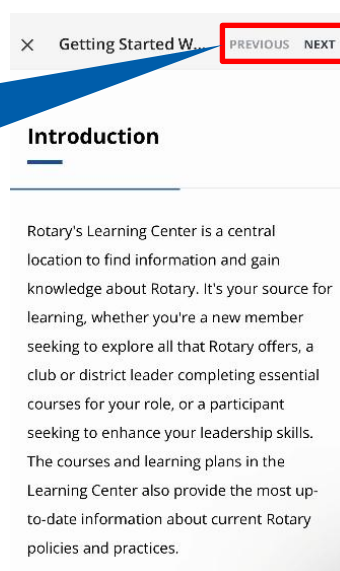 × Getting Started W... PREVIOUS NEXT
Introduction
Rotary's Learning Center is a central
location to find information and gain
knowledge about Rotary. It's your source for
learning, whether you're a new member
seeking to explore all that Rotary offers, a
club or district leader completing essential
courses for your role, or a participant
seeking to enhance your leadership skills.
The courses and learning plans in the
Learning Center also provide the most up-
to-date information about current Rotary
policies and practices.